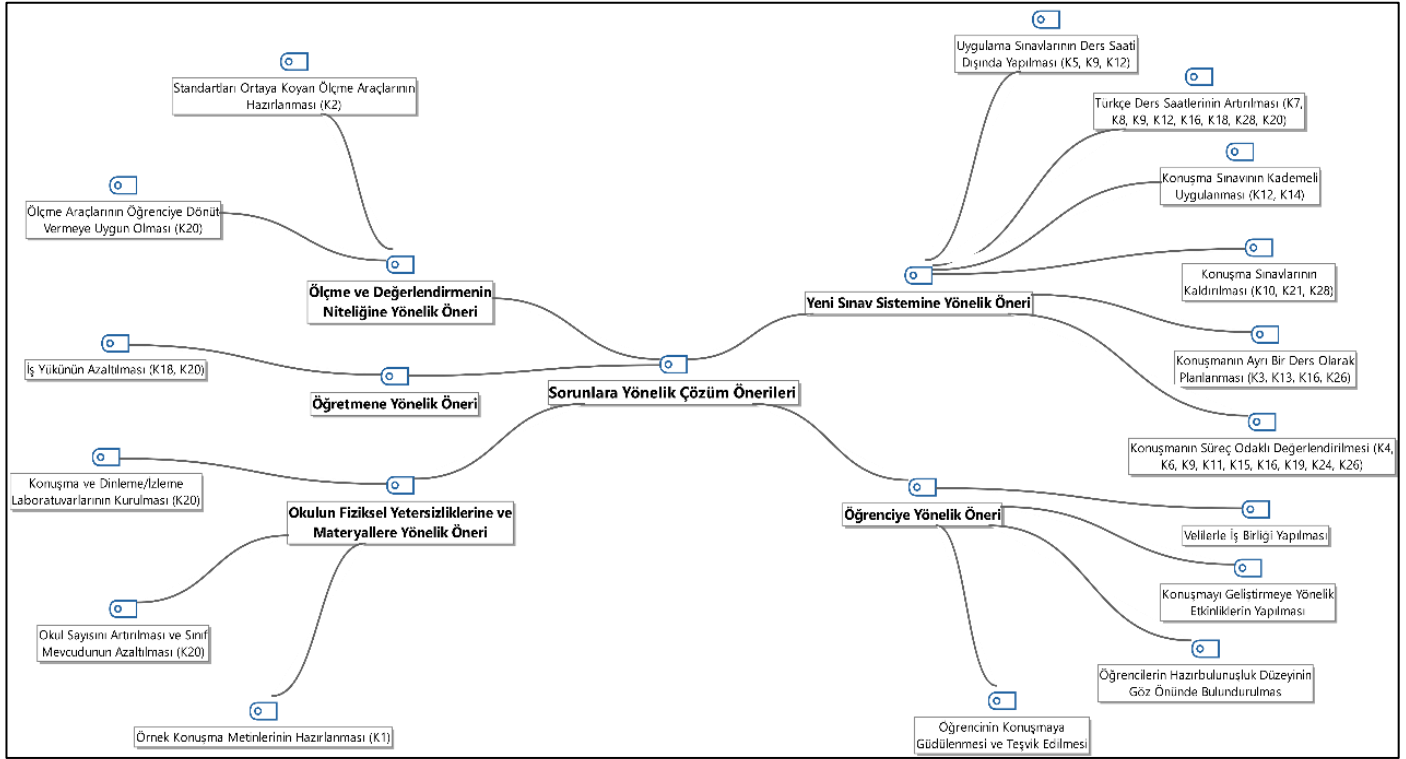 Uygulama Sınavlarının Ders Saati
Dışında Yapılması (K5, K9, K12)
Standartları Ortaya Koyan Ölçme Araçlarının
Hazırlanması (K2)
Türkçe Ders Saatlerinin Artırılması (K7,
K8, K9, K12, K16, K18, K28, K20)
Konuşma Sınavının Kademeli
Uygulanması (K12, K14)
Ölçme Araçlarının Öğrenciye Dönüt
Vermeye Uygun Olması (K20)
Konuşma Sınavlarının
Kaldırılması (K10, K21, K28)
Ölçme ve Değerlendirmenin
Niteliğine Yönelik Öneri
Yeni Sınav Sistemine Yönelik Öneri
Konuşmanın Ayrı Bir Ders Olarak
Planlanması (K3, K13, K16, K26)
İş Yükünün Azaltılması (K18, K20)
Öğretmene Yönelik Öneri
Sorunlara Yönelik Çözüm Önerileri
Konuşmanın Süreç Odaklı Değerlendirilmesi (K4,
K6, K9, K11, K15, K16, K19, K24, K26)
Konuşma ve Dinleme/İzleme
Laboratuvarlarının Kurulması (K20)
Okulun Fiziksel Yetersizliklerine ve
Materyallere Yönelik Öneri
Öğrenciye Yönelik Öneri
Velilerle İş Birliği Yapılması
Konuşmayı Geliştirmeye Yönelik
Etkinliklerin Yapılması
Okul Sayısını Artırılması ve Sınıf
Mevcudunun Azaltılması (K20)
Öğrencilerin Hazırbulunuşluk Düzeyinin
Göz Önünde Bulundurulmas
Örnek Konuşma Metinlerinin Hazırlanması (K1)
Öğrencinin Konuşmaya
Güdülenmesi ve Teşvik Edilmesi